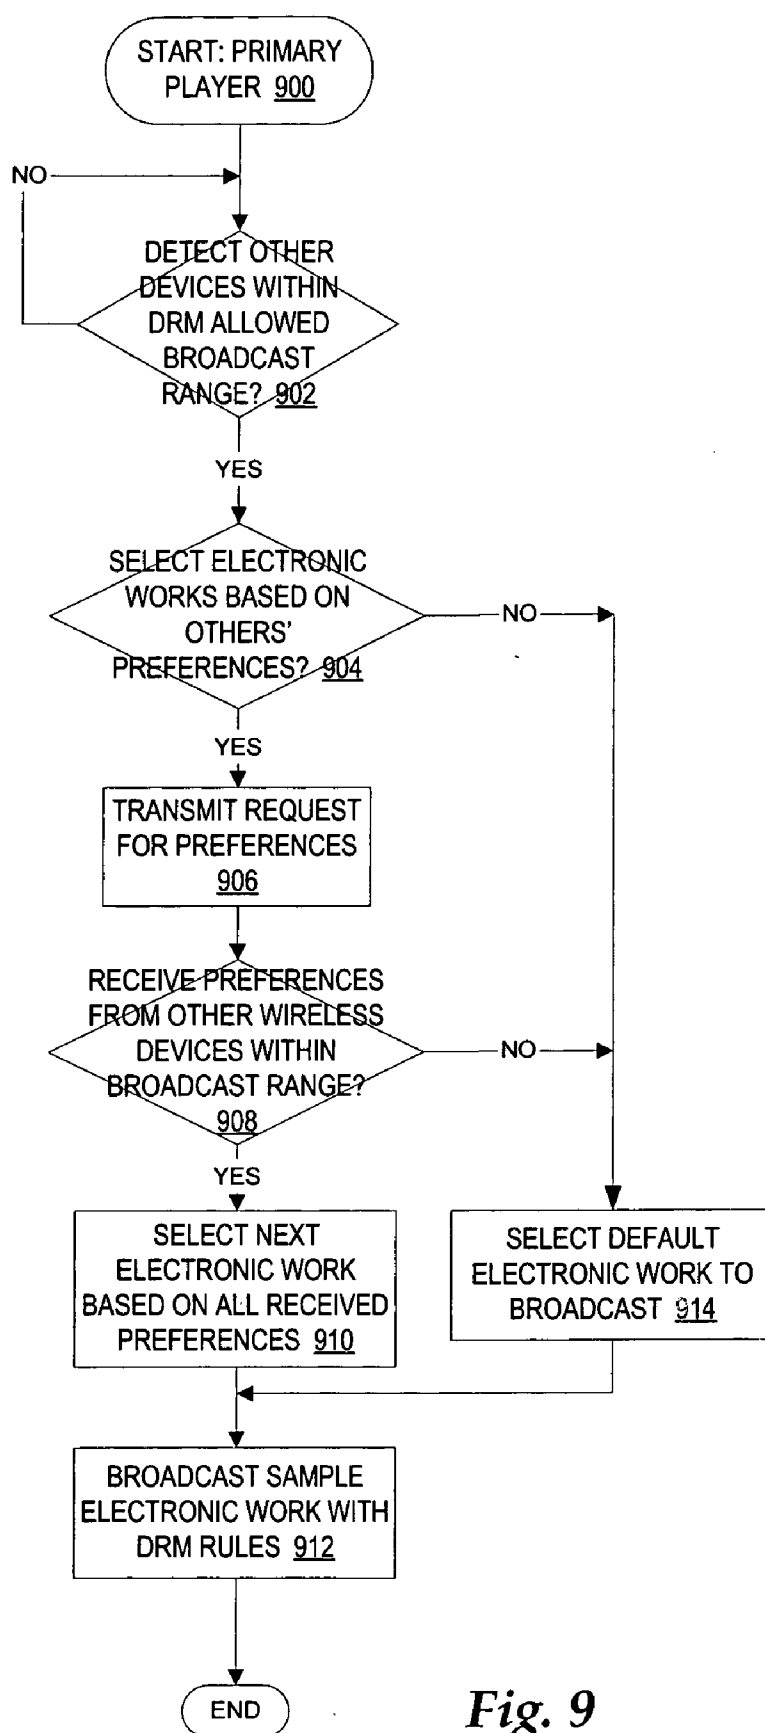 START: PRIMARY
PLAYER 900
NO
DETECT OTHER
DEVICES WITHIN
DRM ALLOWED
BROADCAST
RANGE? 902
YES
SELECT ELECTRONIC
WORKS BASED ON
OTHERS'
PREFERENCES? 904
NO
YES
TRANSMIT REQUEST
FOR PREFERENCES
906
RECEIVE PREFERENCES
FROM OTHER WIRELESS
DEVICES WITHIN
BROADCAST RANGE?
908
NO
YES
SELECT NEXT
ELECTRONIC WORK
BASED ON ALL RECEIVED
PREFERENCES 910
SELECT DEFAULT
ELECTRONIC WORK TO
BROADCAST 914
BROADCAST SAMPLE
ELECTRONIC WORK WITH
DRM RULES 912
END
Fig. 9